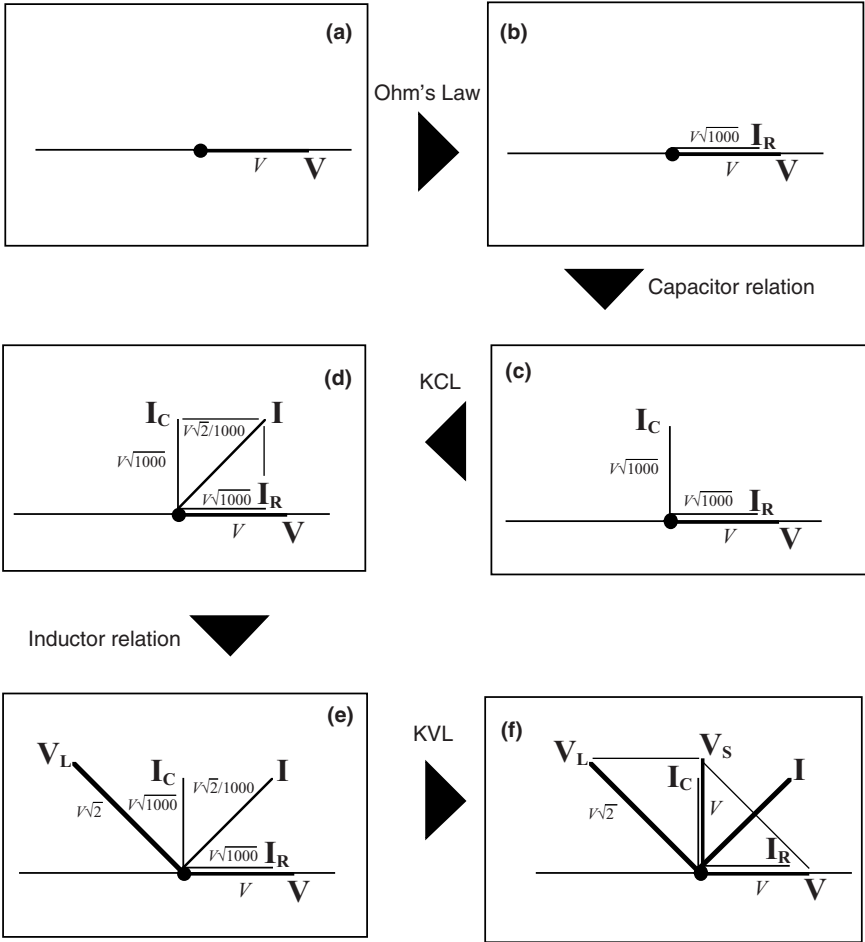 (a)
V V
Ohm's Law
(b)
V√1000 I_R
V V
Capacitor relation
(c)
I_C
V√1000
V√1000 I_R
V V
KCL
(d)
I_C I
V√2/1000
V√1000
V√1000 I_R
V V
Inductor relation
(e)
V_L I_C I
V√2/1000
V√2 V√1000
V√1000 I_R
V V
KVL
(f)
V_L V_S
I_C I
V√2 V
I_R
V V